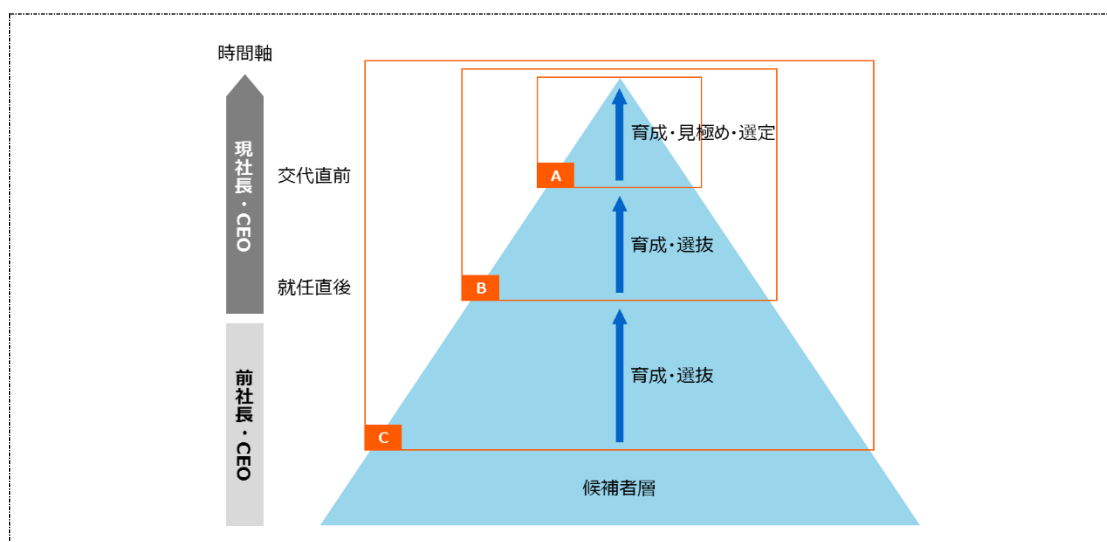 時間軸
現社長・CEO
育成・見極め・選定
交代直前
A
育成・選抜
就任直後
B
前社長・CEO
育成・選抜
C
候補者層